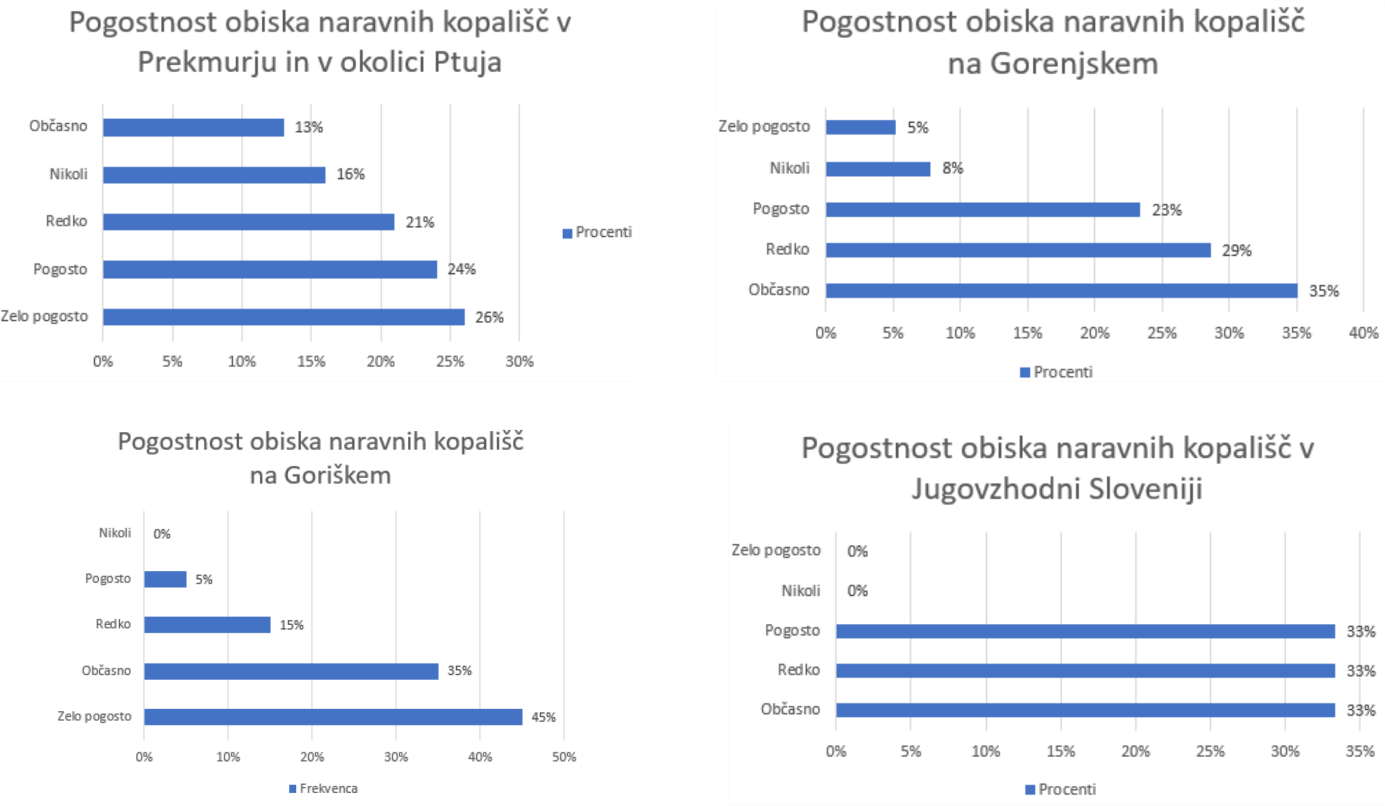 Pogostnost obiska naravnih kopališč v
Prekmurju in v okolici Ptuja
Občasno 13%
Nikoli 16%
Redko 21%
Pogosto 24%
Zelo pogosto 26%
0% 5% 10% 15% 20% 25% 30%
Procenti
Pogostnost obiska naravnih kopališč
na Gorenjskem
Zelo pogosto 5%
Nikoli 8%
Pogosto 23%
Redko 29%
Občasno 35%
0% 5% 10% 15% 20% 25% 30% 35% 40%
Procenti
Pogostnost obiska naravnih kopališč
na Goriškem
Nikoli 0%
Pogosto 5%
Redko 15%
Občasno 35%
Zelo pogosto 45%
0% 10% 20% 30% 40% 50%
Frekvenca
Pogostnost obiska naravnih kopališč v
Jugovzhodni Sloveniji
Zelo pogosto 0%
Nikoli 0%
Pogosto 33%
Redko 33%
Občasno 33%
0% 5% 10% 15% 20% 25% 30% 35%
Procenti